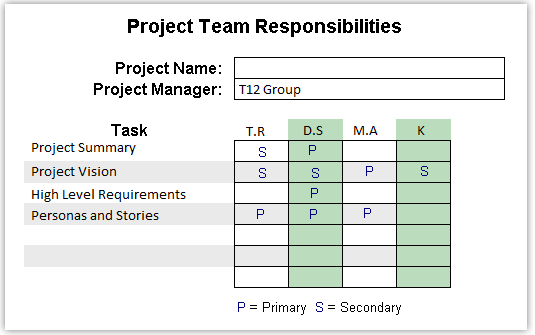 Project Team Responsibilities
Project Name:
Project Manager: T12 Group
Task T.R D.S M.A K
Project Summary S P
Project Vision S S P S
High Level Requirements P
Personas and Stories P P P
P = Primary S = Secondary